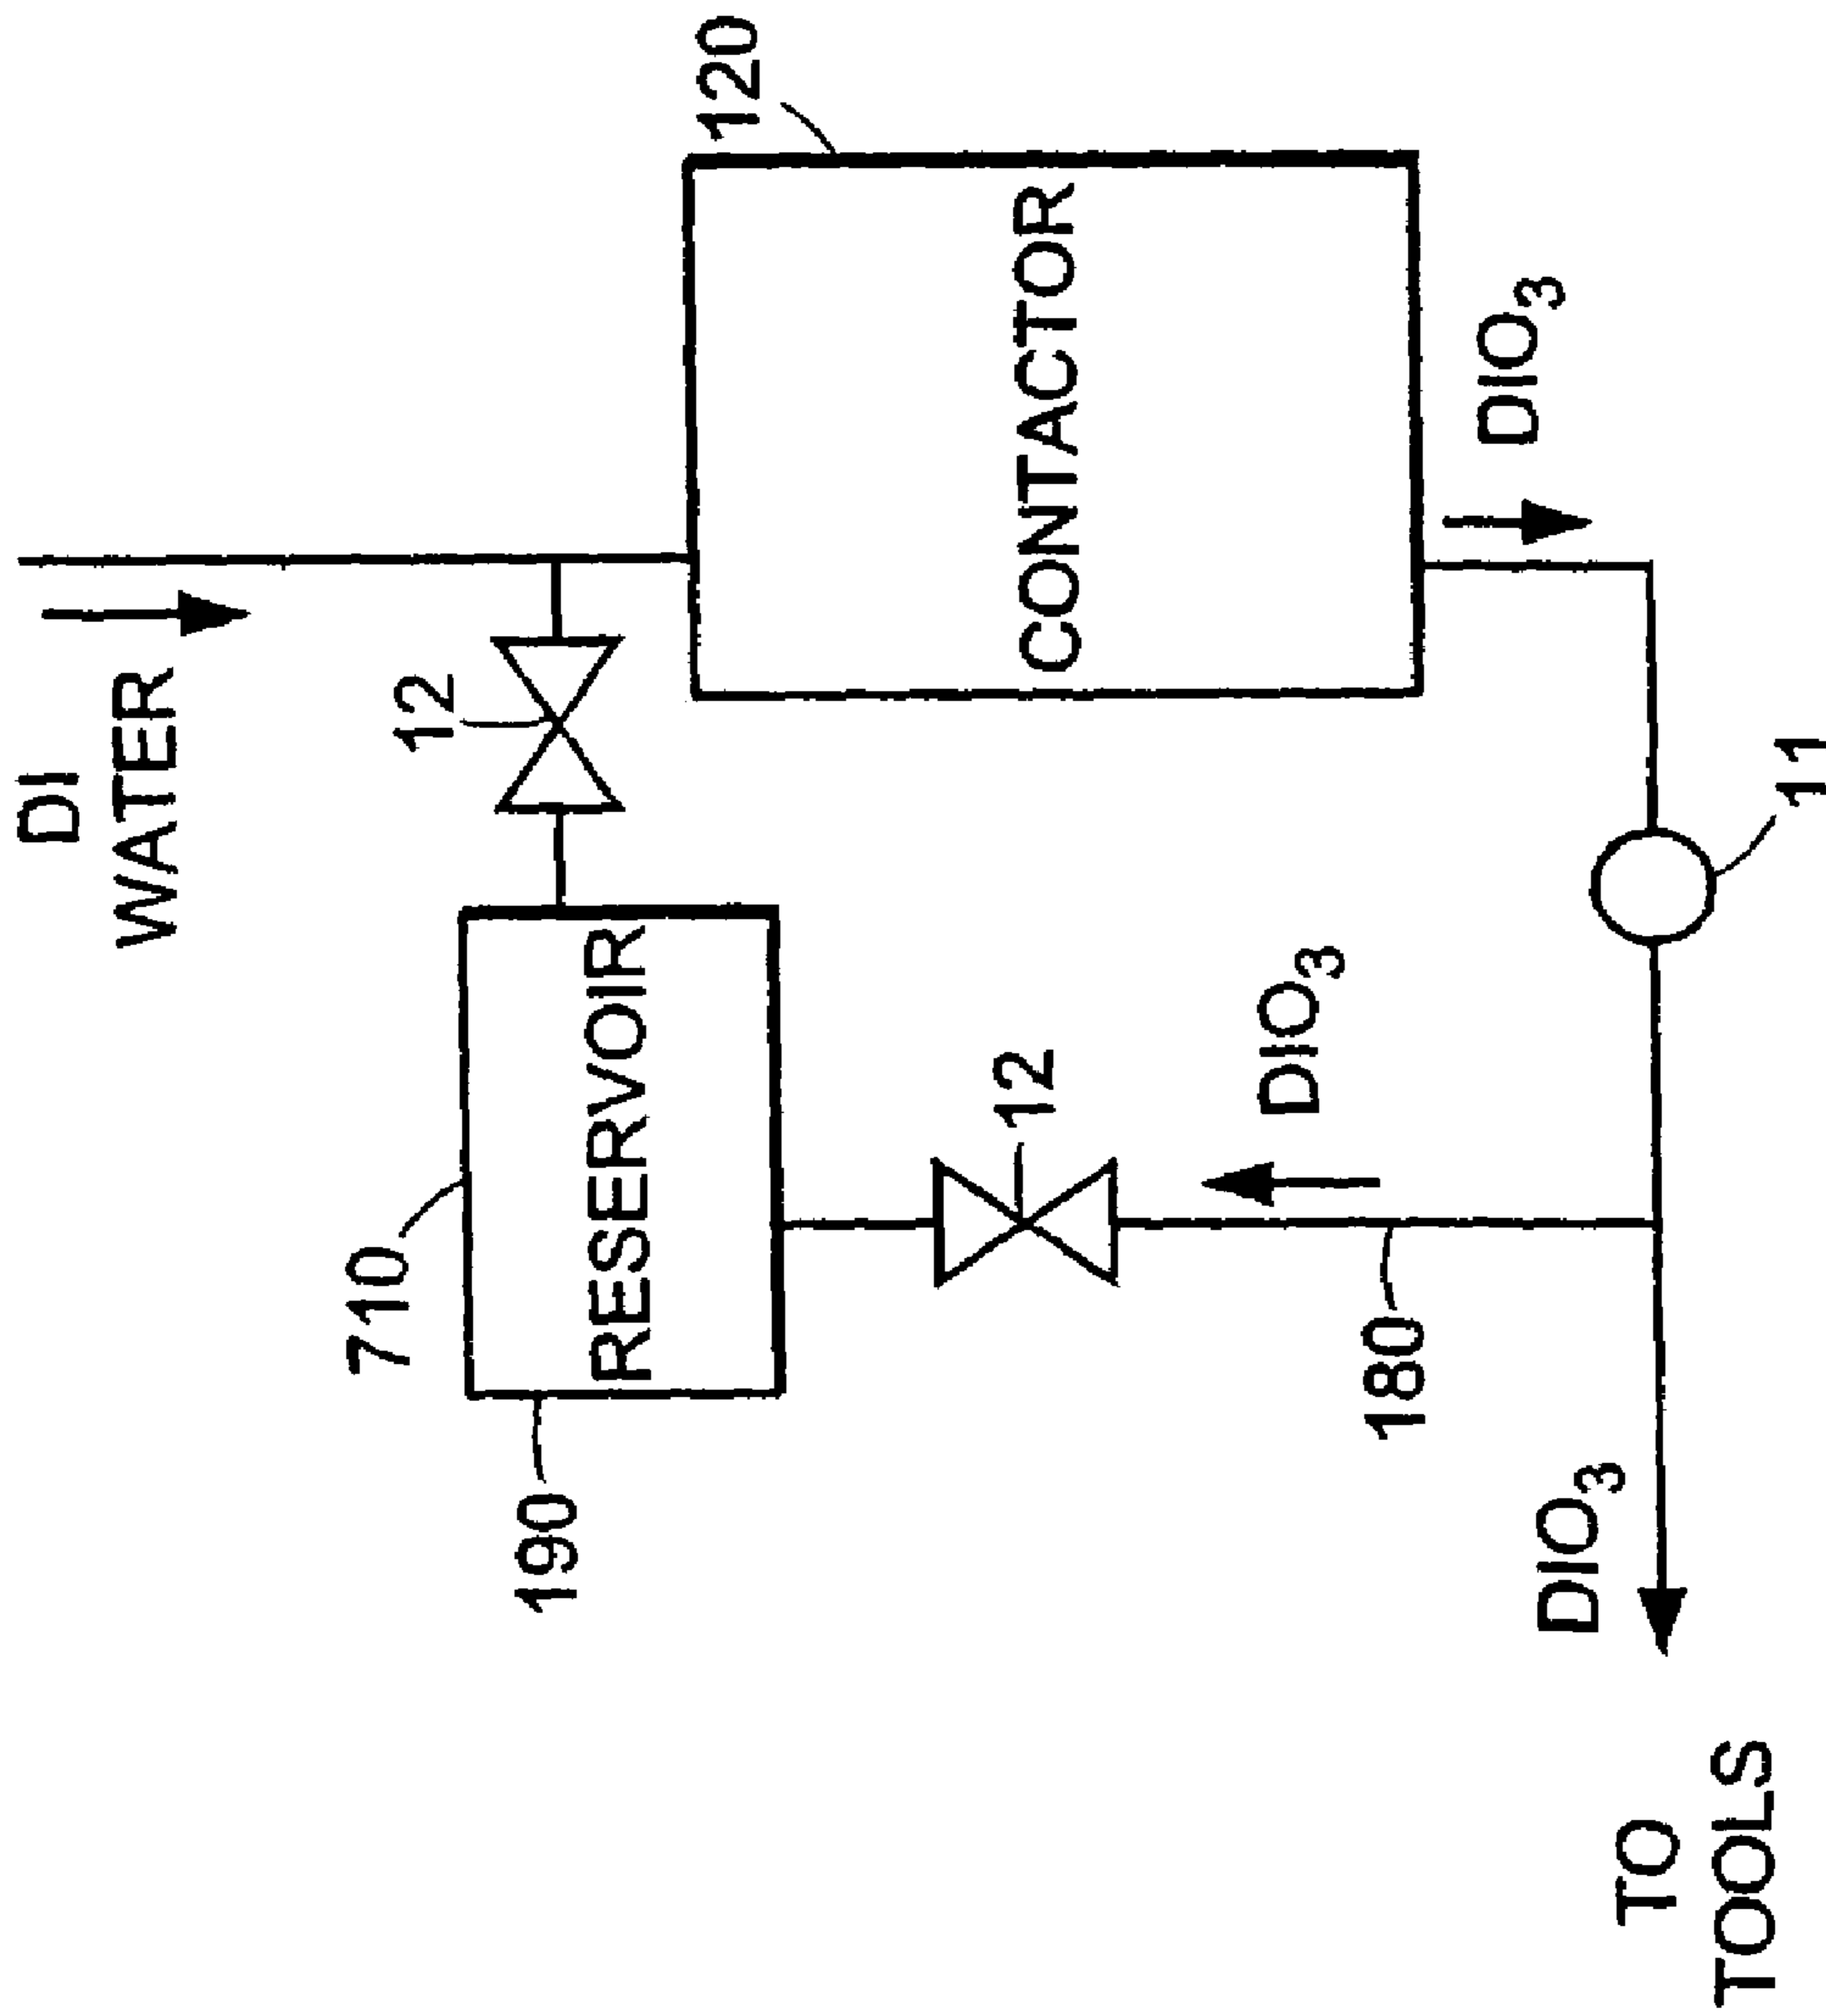 DI
WATER
710
12
190
RESERVOIR
120
12
CONTACTOR
DIO₃
180
DIO₃
DIO₃
TO
TOOLS
11